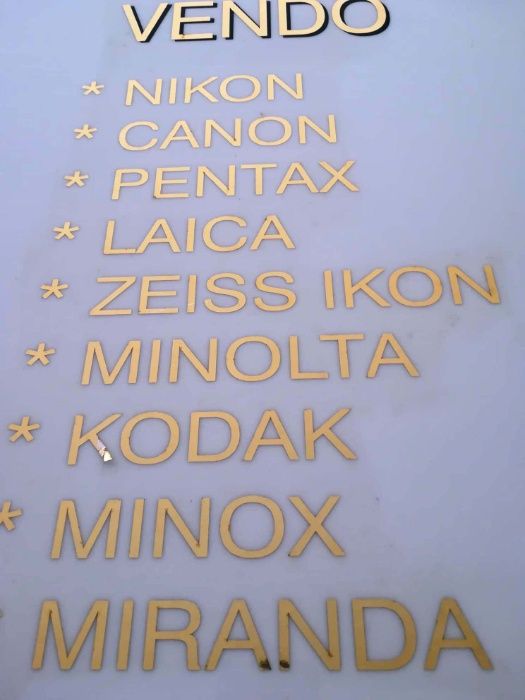 VENDO
* NIKON
* CANON
* PENTAX
* LAICA
* ZEISS IKON
* MINOLTA
* KODAK
* MINOX
* MIRANDA